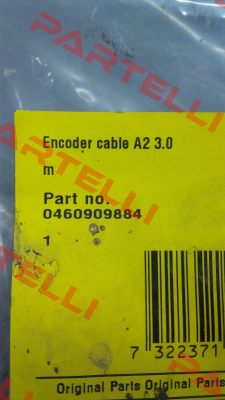 PARTELLI
Encoder cable A2 3.0
m
Part no.
0460909884
1
7 322371
Original Parts Original Parts